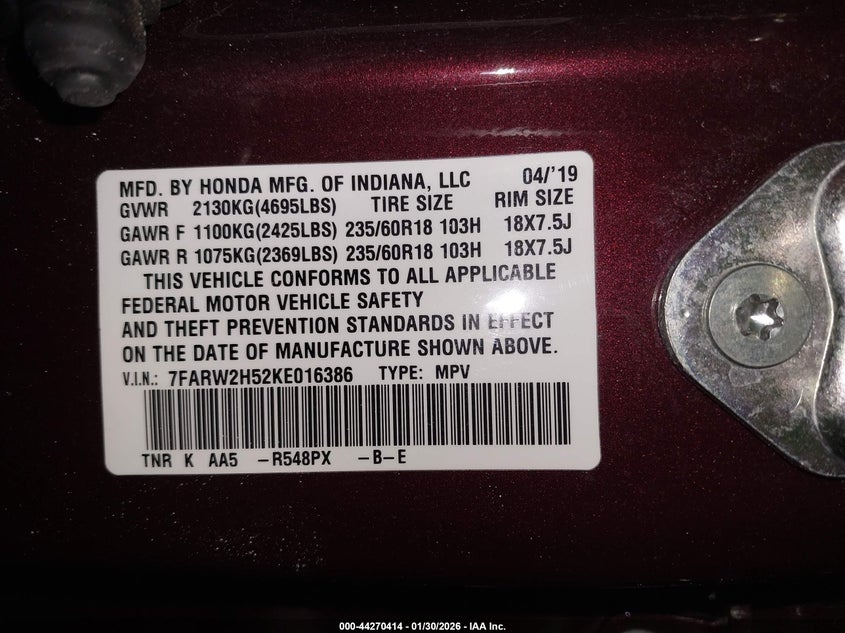 MFD. BY HONDA MFG. OF INDIANA, LLC 04/'19
GVWR 2130KG(4695LBS) TIRE SIZE RIM SIZE
GAWR F 1100KG(2425LBS) 235/60R18 103H 18X7.5J
GAWR R 1075KG(2369LBS) 235/60R18 103H 18X7.5J
THIS VEHICLE CONFORMS TO ALL APPLICABLE
FEDERAL MOTOR VEHICLE SAFETY
AND THEFT PREVENTION STANDARDS IN EFFECT
ON THE DATE OF MANUFACTURE SHOWN ABOVE.
V.I.N.: 7FARW2H52KE016386 TYPE: MPV
TNR K AA5 -R548PX -B-E
000-44270414 - 01/30/2026 - IAA Inc.